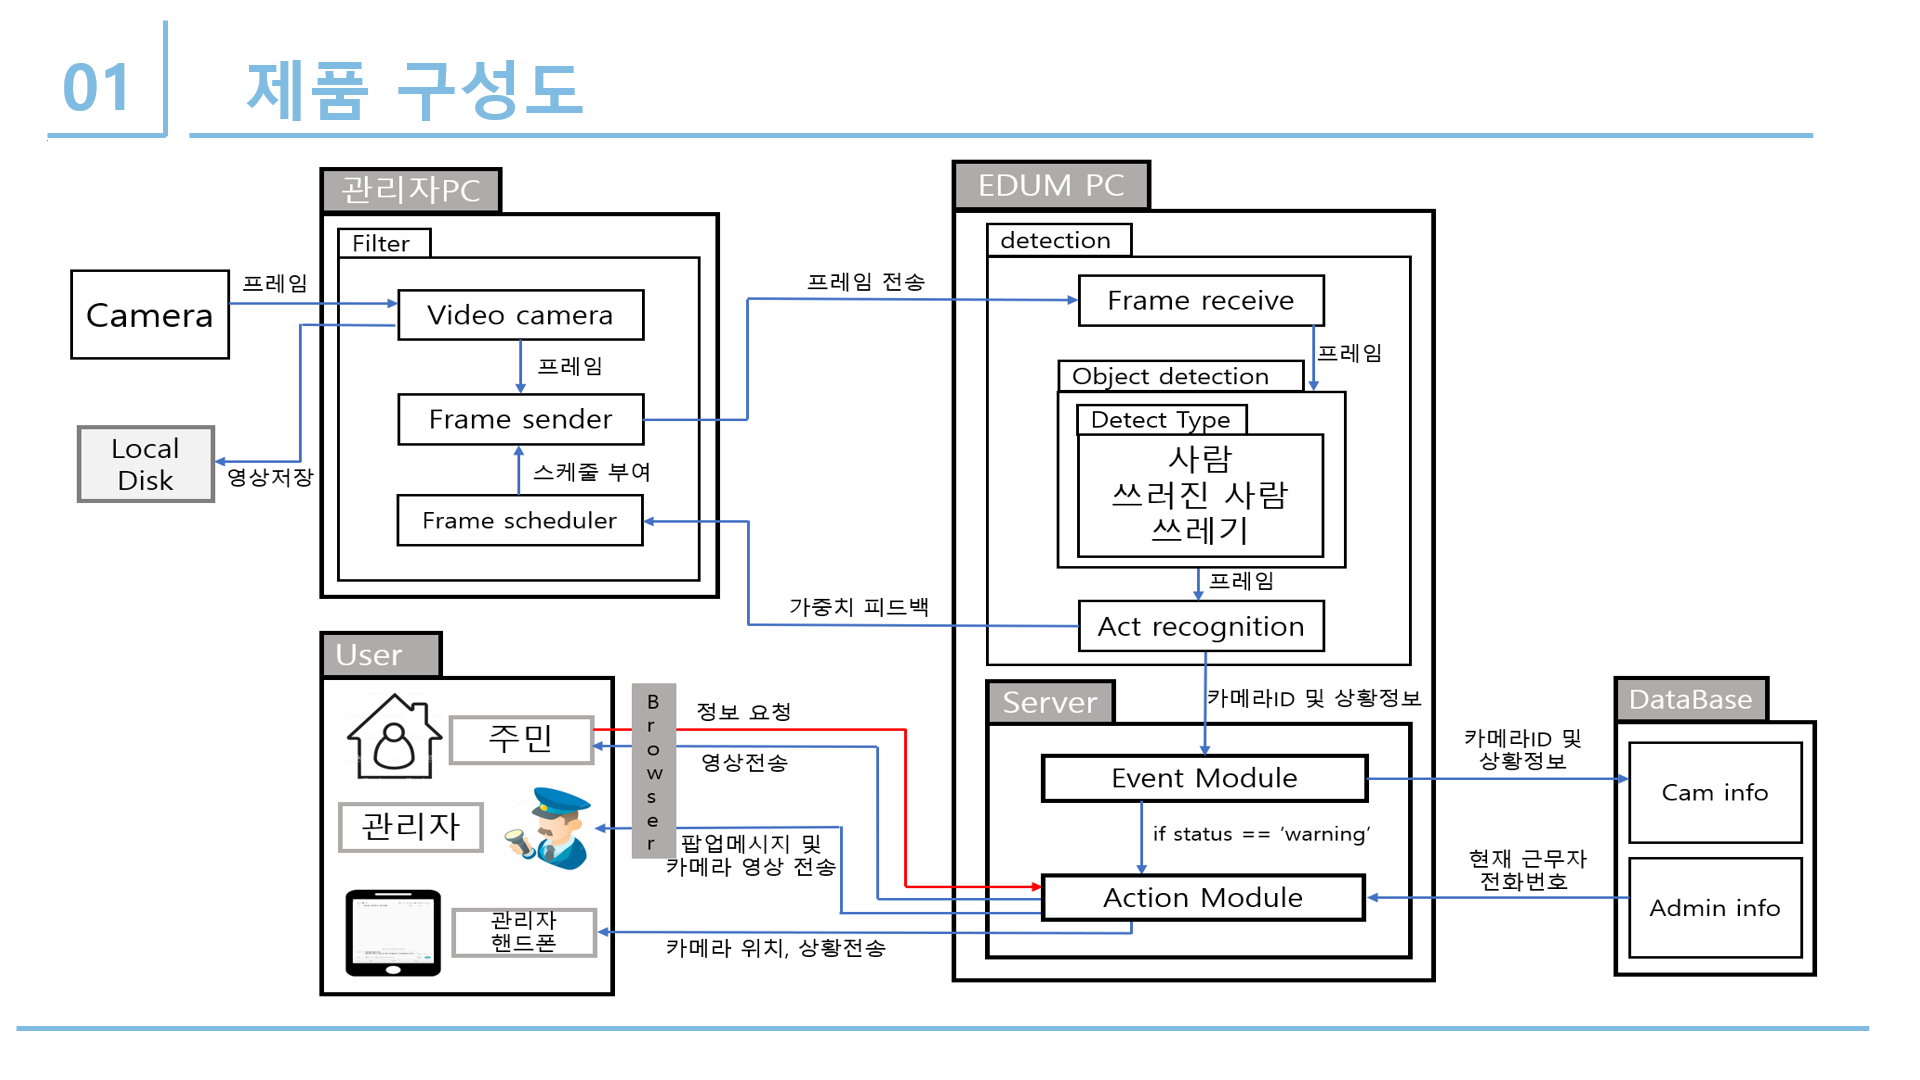 01
제품 구성도
관리자PC
Filter
Camera
프레임
Video camera
프레임
Frame sender
Local
Disk
영상저장
스케줄 부여
Frame scheduler
프레임 전송
가중치 피드백
EDUM PC
detection
Frame receive
프레임
Object detection
Detect Type
사람
쓰러진 사람
쓰레기
프레임
Act recognition
카메라ID 및 상황정보
Server
Event Module
if status == ‘warning’
Action Module
User
주민
관리자
관리자
핸드폰
Browser
정보 요청
영상전송
팝업메시지 및
카메라 영상 전송
카메라 위치, 상황전송
카메라ID 및
상황정보
현재 근무자
전화번호
DataBase
Cam info
Admin info